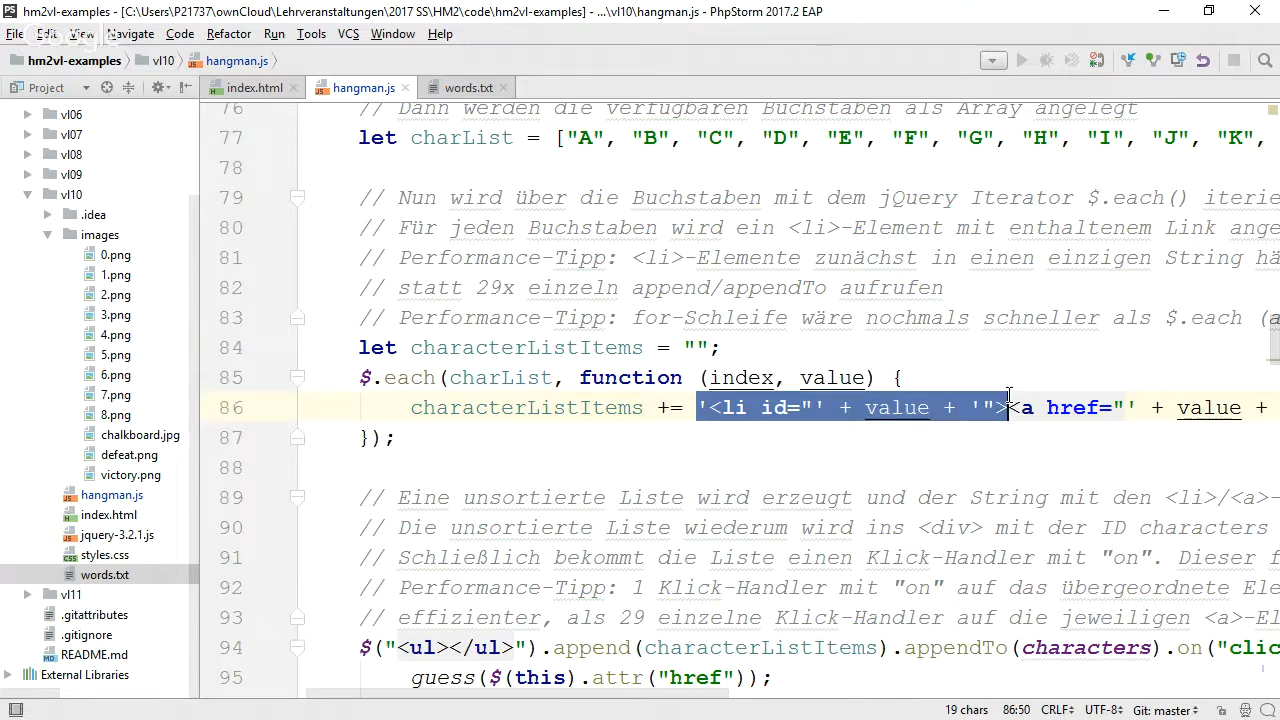 hm2vl-examples - [C:\Users\P21737\ownCloud\Lehrveranstaltungen\2017 SS\HM2\code\hm2vl-examples] - ...\vl10\hangman.js - PhpStorm 2017.2 EAP
File Edit View Navigate Code Refactor Run Tools VCS Window Help
Google
hm2vl-examples vl10 hangman.js
Project
index.html hangman.js words.txt
vl06
vl07
vl08
vl09
vl10
.idea
images
0.png
1.png
2.png
3.png
4.png
5.png
6.png
7.png
8.png
chalkboard.jpg
defeat.png
victory.png
hangman.js
index.html
jquery-3.2.1.js
styles.css
words.txt
vl11
.gitattributes
.gitignore
README.md
External Libraries
76 // Dann werden die verfügbaren Buchstaben als Array angelegt
77 let charList = ["A", "B", "C", "D", "E", "F", "G", "H", "I", "J", "K",
78
79 // Nun wird über die Buchstaben mit dem jQuery Iterator $.each() iterie
80 // Für jeden Buchstaben wird ein <li>-Element mit enthaltenem Link ange
81 // Performance-Tipp: <li>-Elemente zunächst in einen einzigen String hä
82 // statt 29x einzeln append/appendTo aufrufen
83 // Performance-Tipp: for-Schleife wäre nochmals schneller als $.each (a
84 let characterListItems = "";
85 $.each(charList, function (index, value) {
86 characterListItems += '<li id="' + value + '"><a href="' + value +
87 });
88
89 // Eine unsortierte Liste wird erzeugt und der String mit den <li>/<a>-
90 // Die unsortierte Liste wiederum wird ins <div> mit der ID characters
91 // Schließlich bekommt die Liste einen Klick-Handler mit "on". Dieser f
92 // Performance-Tipp: 1 Klick-Handler mit "on" auf das übergeordnete Ele
93 // effizienter, als 29 einzelne Klick-Handler auf die jeweiligen <a>-El
94 $("<ul></ul>").append(characterListItems).appendTo(characters).on("clic
95 guess($(this).attr("href"));
19 chars 86:50 CRLF UTF-8 Git: master